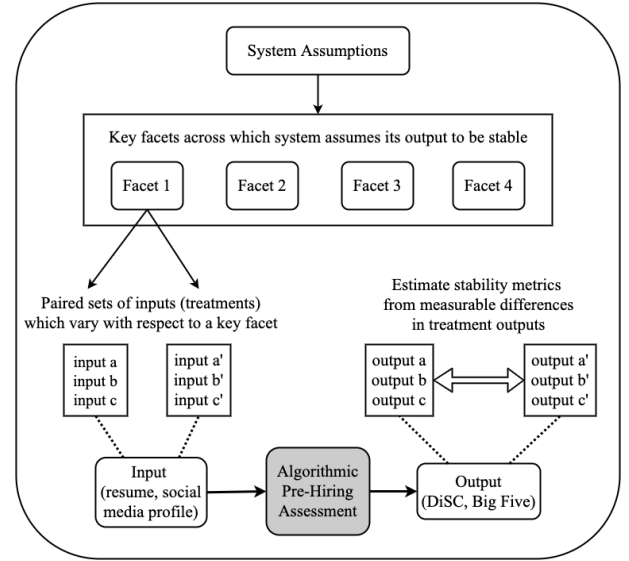 System Assumptions
Key facets across which system assumes its output to be stable
Facet 1
Facet 2
Facet 3
Facet 4
Paired sets of inputs (treatments)
which vary with respect to a key facet
input a
input b
input c
input a'
input b'
input c'
Estimate stability metrics
from measurable differences
in treatment outputs
output a
output b
output c
output a'
output b'
output c'
Input
(resume, social
media profile)
Algorithmic
Pre-Hiring
Assessment
Output
(DiSC, Big Five)